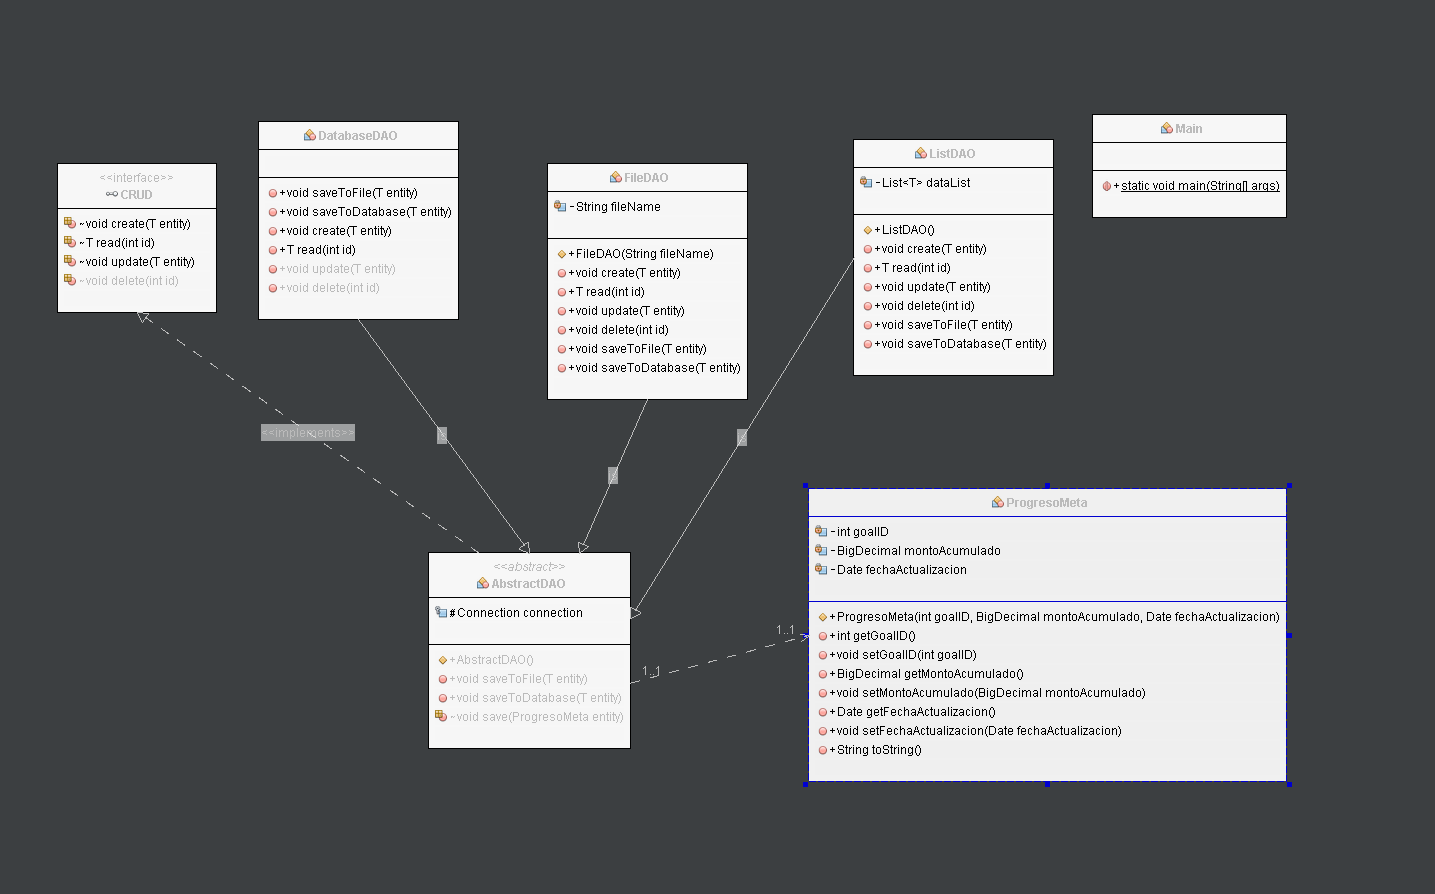 <<interface>>
CRUD
~void create(T entity)
~T read(int id)
~void update(T entity)
~void delete(int id)
DatabaseDAO
+void saveToFile(T entity)
+void saveToDatabase(T entity)
+void create(T entity)
+T read(int id)
+void update(T entity)
+void delete(int id)
FileDAO
-String fileName
+FileDAO(String fileName)
+void create(T entity)
+T read(int id)
+void update(T entity)
+void delete(int id)
+void saveToFile(T entity)
+void saveToDatabase(T entity)
ListDAO
-List<T> dataList
+ListDAO()
+void create(T entity)
+T read(int id)
+void update(T entity)
+void delete(int id)
+void saveToFile(T entity)
+void saveToDatabase(T entity)
Main
+static void main(String[] args)
<<implements>>
<<abstract>>
AbstractDAO
#Connection connection
+AbstractDAO()
+void saveToFile(T entity)
+void saveToDatabase(T entity)
~void save(ProgresoMeta entity)
1..1
1..1
ProgresoMeta
-int goalID
-BigDecimal montoAcumulado
-Date fechaActualizacion
+ProgresoMeta(int goalID, BigDecimal montoAcumulado, Date fechaActualizacion)
+int getGoalID()
+void setGoalID(int goalID)
+BigDecimal getMontoAcumulado()
+void setMontoAcumulado(BigDecimal montoAcumulado)
+Date getFechaActualizacion()
+void setFechaActualizacion(Date fechaActualizacion)
+String toString()